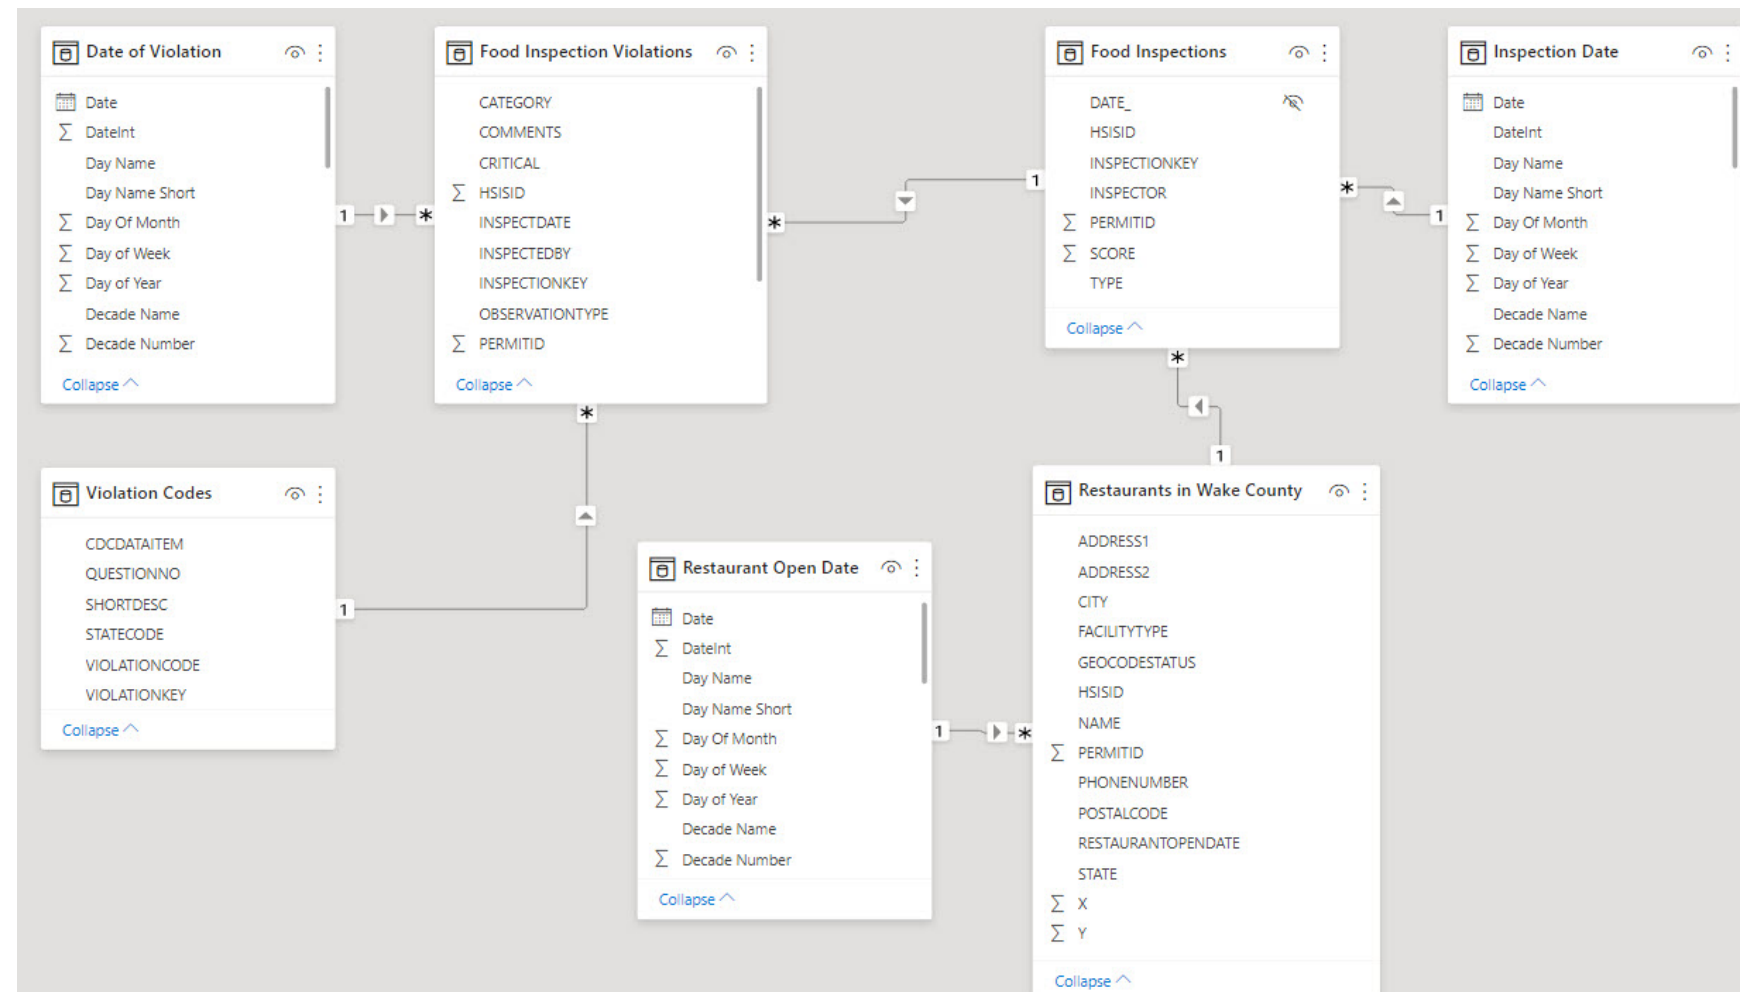 Date of Violation
Date
DateInt
Day Name
Day Name Short
Day Of Month
Day of Week
Day of Year
Decade Name
Decade Number
Collapse
Food Inspection Violations
CATEGORY
COMMENTS
CRITICAL
HSISID
INSPECTDATE
INSPECTEDBY
INSPECTIONKEY
OBSERVATIONTYPE
PERMITID
Collapse
Food Inspections
DATE_
HSISID
INSPECTIONKEY
INSPECTOR
PERMITID
SCORE
TYPE
Collapse
Inspection Date
Date
DateInt
Day Name
Day Name Short
Day Of Month
Day of Week
Day of Year
Decade Name
Decade Number
Collapse
1
*
*
1
*
1
*
1
*
1
Violation Codes
CDCDATAITEM
QUESTIONNO
SHORTDESC
STATECODE
VIOLATIONCODE
VIOLATIONKEY
Collapse
Restaurant Open Date
Date
DateInt
Day Name
Day Name Short
Day Of Month
Day of Week
Day of Year
Decade Name
Decade Number
Collapse
1
*
Restaurants in Wake County
ADDRESS1
ADDRESS2
CITY
FACILITYTYPE
GEOCODESTATUS
HSISID
NAME
PERMITID
PHONENUMBER
POSTALCODE
RESTAURANTOPENDATE
STATE
X
Y
Collapse